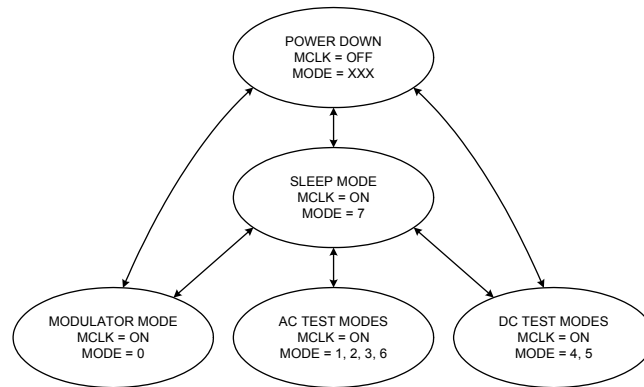 POWER DOWN
MCLK = OFF
MODE = XXX
SLEEP MODE
MCLK = ON
MODE = 7
MODULATOR MODE
MCLK = ON
MODE = 0
AC TEST MODES
MCLK = ON
MODE = 1, 2, 3, 6
DC TEST MODES
MCLK = ON
MODE = 4, 5